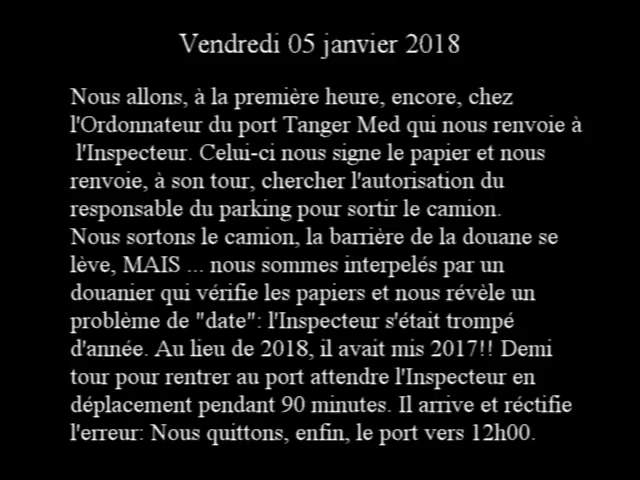 Vendredi 05 janvier 2018
Nous allons, à la première heure, encore, chez
l'Ordonnateur du port Tanger Med qui nous renvoie à
l'Inspecteur. Celui-ci nous signe le papier et nous
renvoie, à son tour, chercher l'autorisation du
responsable du parking pour sortir le camion.
Nous sortons le camion, la barrière de la douane se
lève, MAIS ... nous sommes interpelés par un
douanier qui vérifie les papiers et nous révèle un
problème de "date": l'Inspecteur s'était trompé
d'année. Au lieu de 2018, il avait mis 2017!! Demi
tour pour rentrer au port attendre l'Inspecteur en
déplacement pendant 90 minutes. Il arrive et réctifie
l'erreur: Nous quittons, enfin, le port vers 12h00.